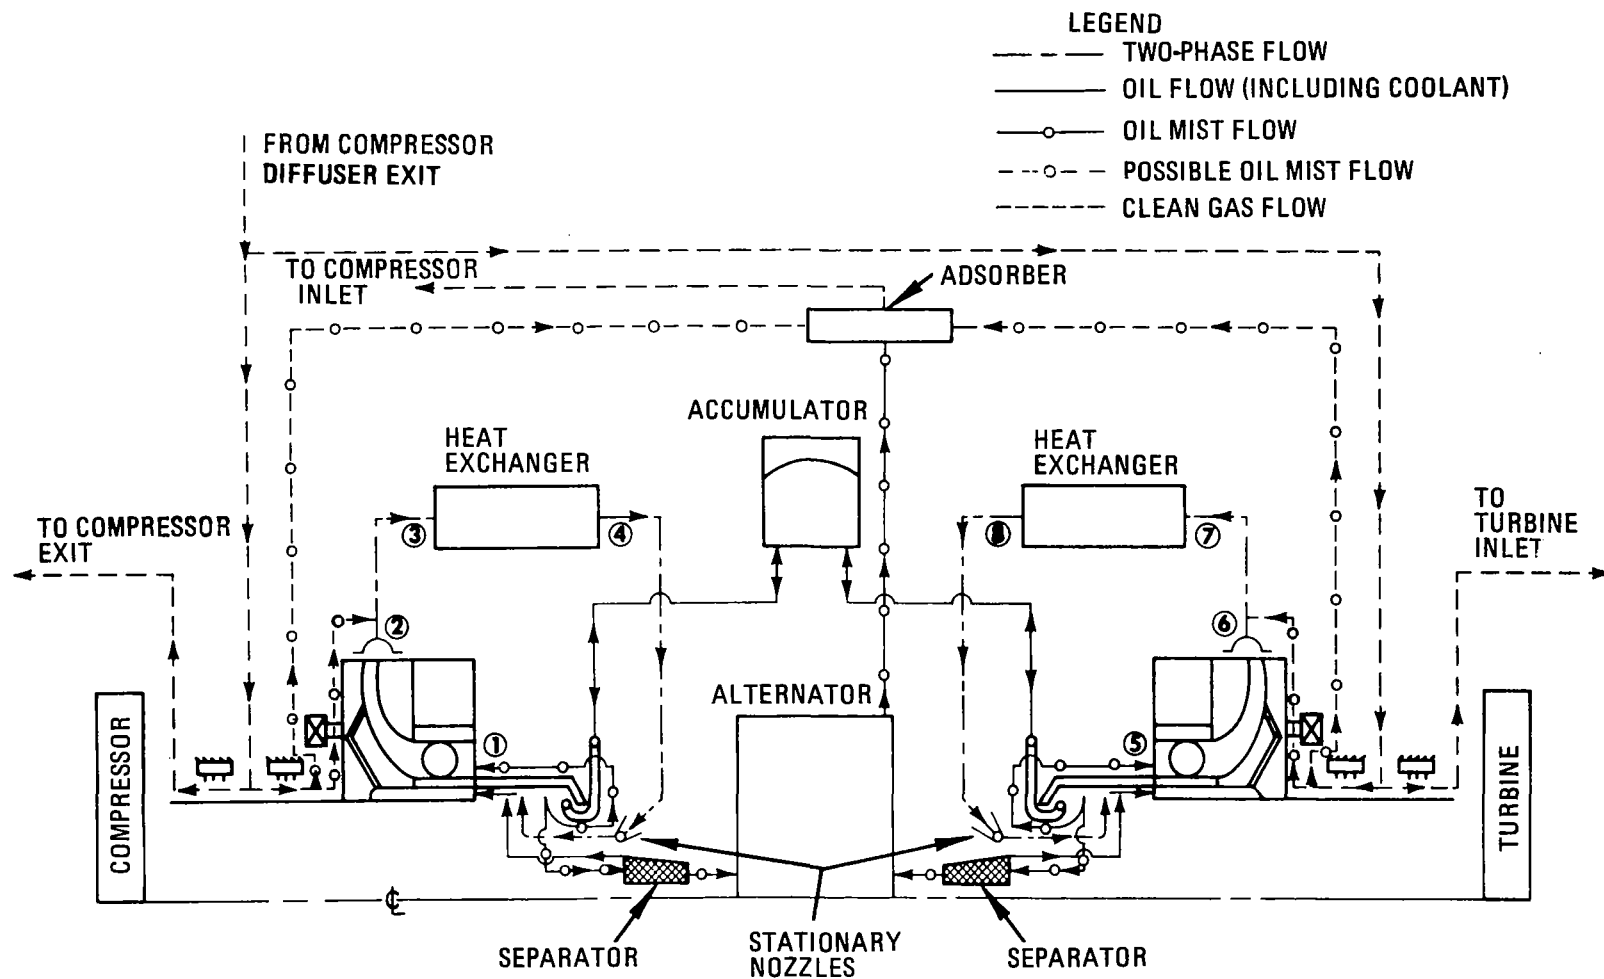 LEGEND
TWO-PHASE FLOW
OIL FLOW (INCLUDING COOLANT)
OIL MIST FLOW
POSSIBLE OIL MIST FLOW
CLEAN GAS FLOW
FROM COMPRESSOR
DIFFUSER EXIT
TO COMPRESSOR
INLET
ADSORBER
ACCUMULATOR
HEAT
EXCHANGER
HEAT
EXCHANGER
TO COMPRESSOR
EXIT
TO
TURBINE
INLET
3
4
8
7
2
6
ALTERNATOR
1
5
COMPRESSOR
TURBINE
℄
SEPARATOR
STATIONARY
NOZZLES
SEPARATOR